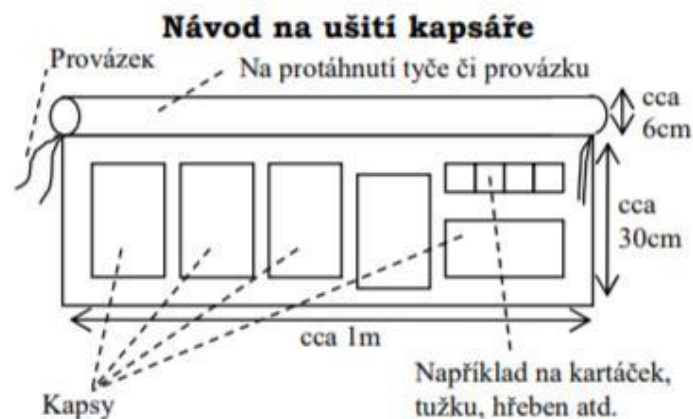 Návod na ušití kapsáře
Provázek
Na protáhnutí tyče či provázku
cca
6cm
cca
30cm
cca 1m
Například na kartáček,
tužku, hřeben atd.
Kapsy